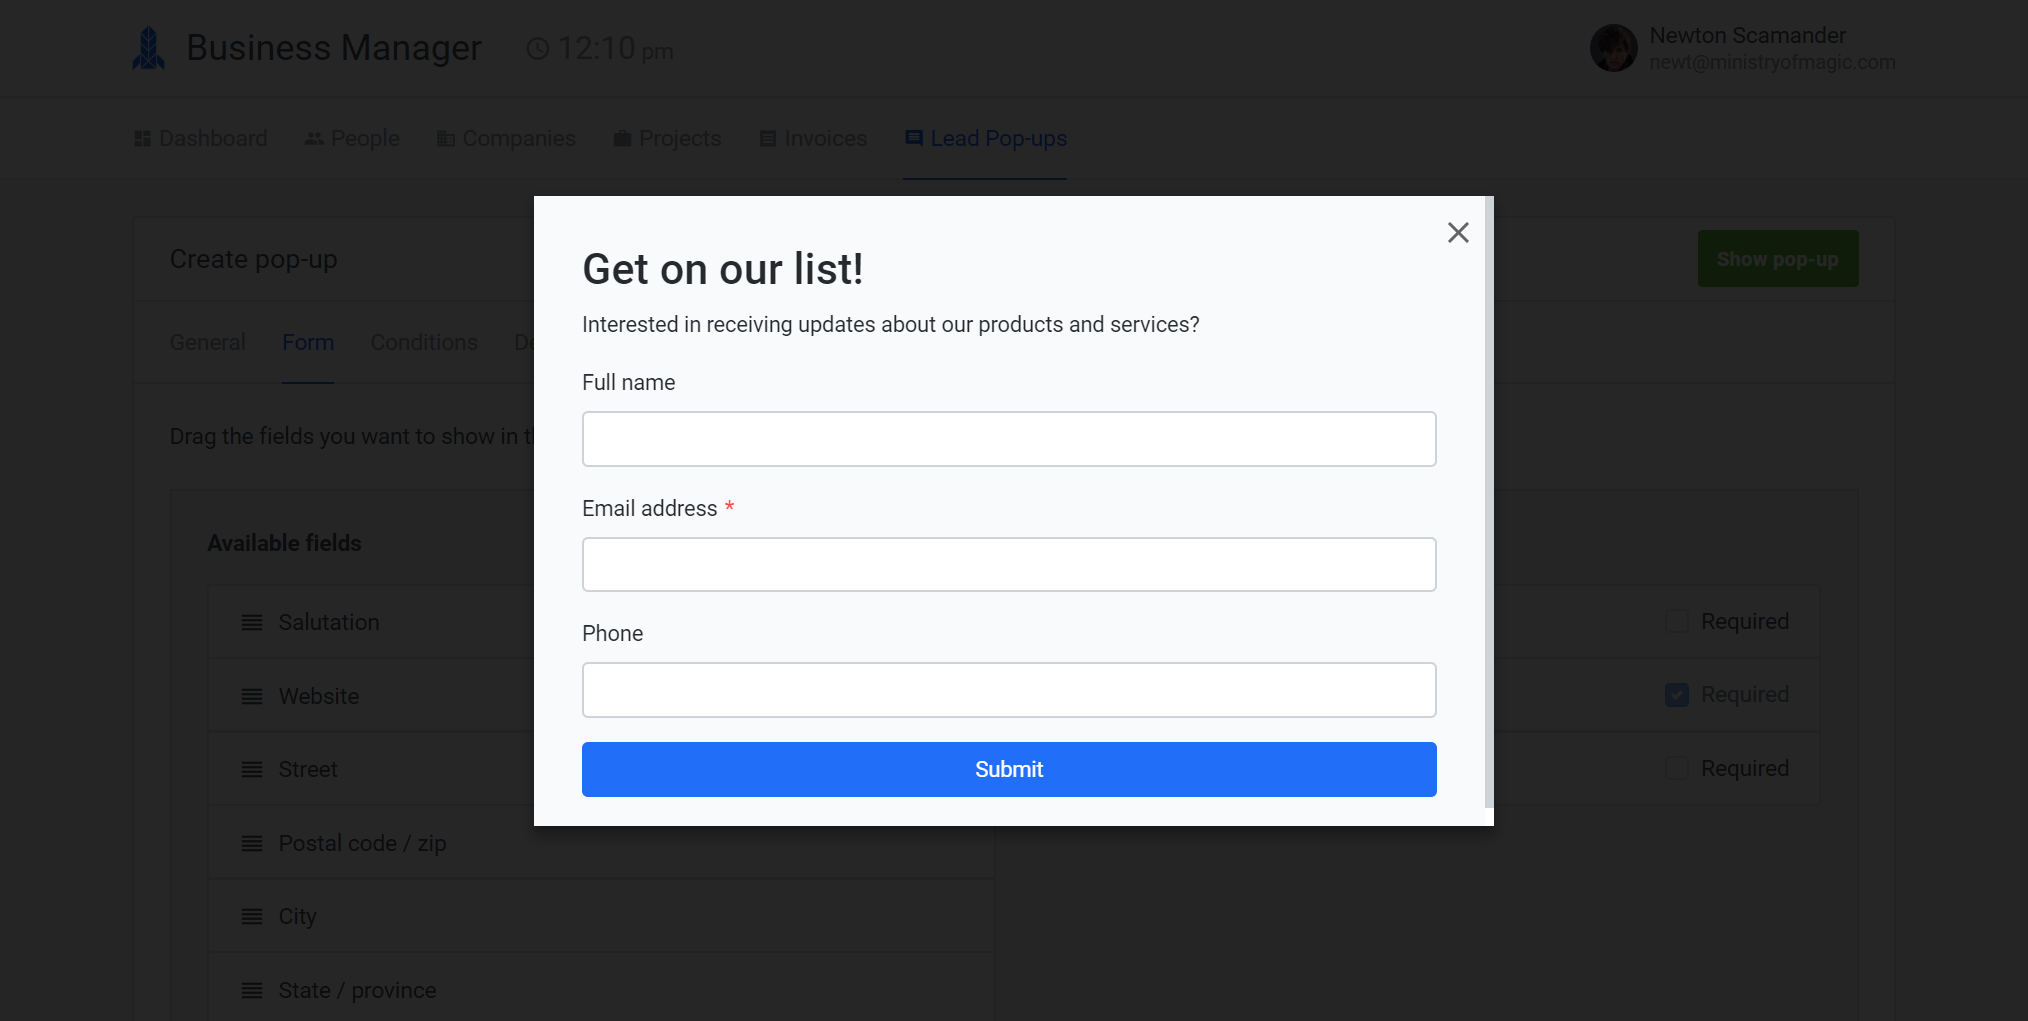 Business Manager
12:10 pm
Newton Scamander
newt@ministryofmagic.com
Dashboard
People
Companies
Projects
Invoices
Lead Pop-ups
Create pop-up
Show pop-up
General
Form
Conditions
Drag the fields you want to show in
Available fields
Salutation
Website
Street
Postal code / zip
City
State / province
Required
Required
Required
Get on our list!
Interested in receiving updates about our products and services?
Full name
Email address *
Phone
Submit